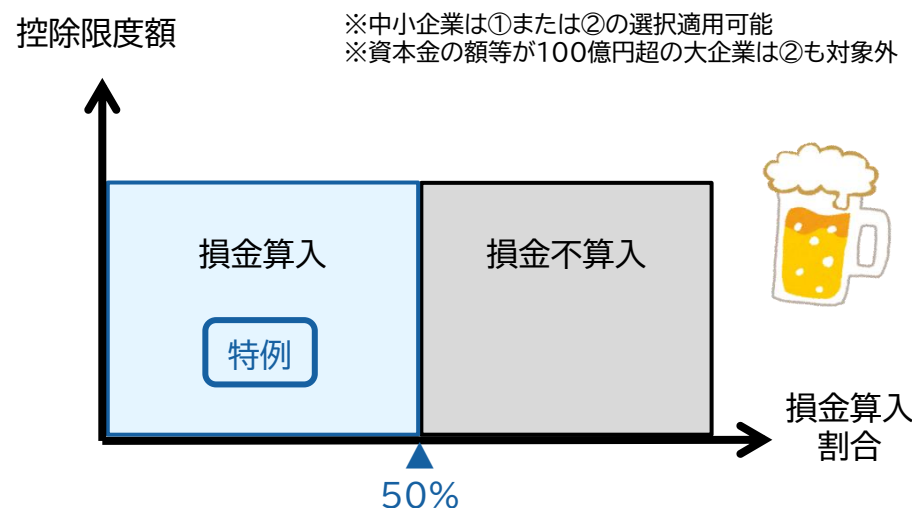 控除限度額
※中小企業は①または②の選択適用可能
※資本金の額等が100億円超の大企業は②も対象外
損金算入
損金不算入
特例
損金算入
割合
50%